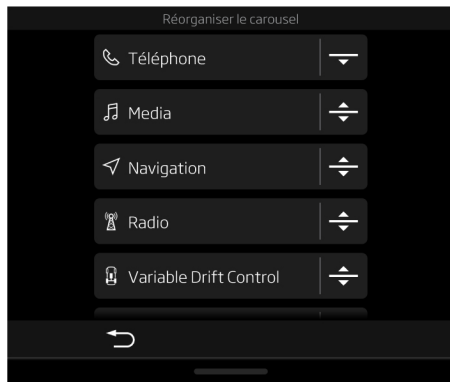 Réorganiser le carousel
Téléphone
Media
Navigation
Radio
Variable Drift Control